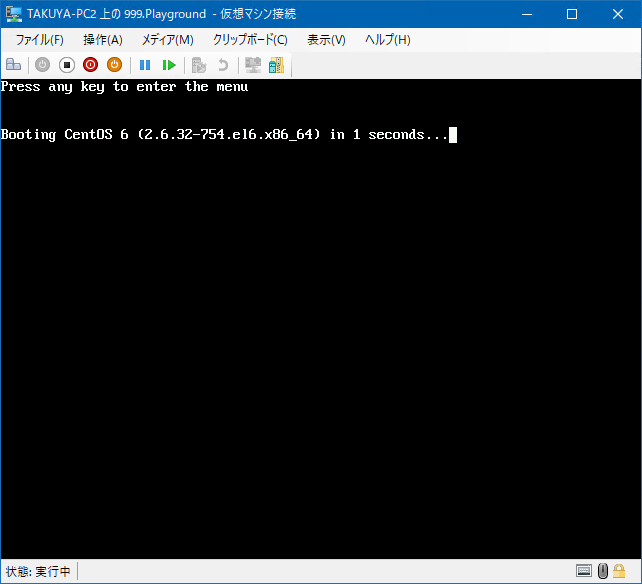 TAKUYA-PC2 上の 999.Playground - 仮想マシン接続
ファイル(F) 操作(A) メディア(M) クリップボード(C) 表示(V) ヘルプ(H)
Press any key to enter the menu
Booting CentOS 6 (2.6.32-754.el6.x86_64) in 1 seconds...
状態: 実行中